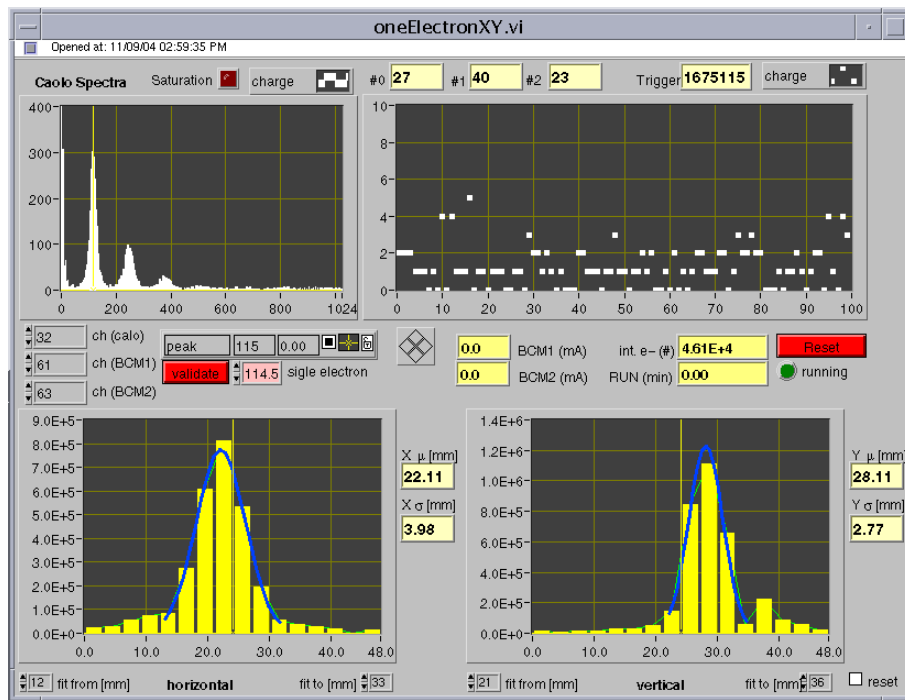 oneElectronXY.vi
Opened at: 11/09/04 02:59:35 PM
Caolo Spectra Saturation charge #0 27 #1 40 #2 23 Trigger 1675115 charge
400
300
200
100
0
0 200 400 600 800 1024
10
8
6
4
2
0
0 10 20 30 40 50 60 70 80 90 100
32 ch (calo)
61 ch (BCM1)
63 ch (BCM2)
peak 115 0.00
validate 114.5 sigle electron
0.0 BCM1 (mA) int. e- (#) 4.61E+4 Reset
0.0 BCM2 (mA) RUN (min) 0.00 running
9.0E+5
8.0E+5
7.0E+5
6.0E+5
5.0E+5
4.0E+5
3.0E+5
2.0E+5
1.0E+5
0.0E+0
0.0 10.0 20.0 30.0 48.0
X μ [mm]
22.11
X σ [mm]
3.98
1.4E+6
1.2E+6
1.0E+6
8.0E+5
6.0E+5
4.0E+5
2.0E+5
0.0E+0
0.0 10.0 20.0 30.0 48.0
Y μ [mm]
28.11
Y σ [mm]
2.77
12 fit from [mm] horizontal fit to [mm] 33
21 fit from [mm] vertical fit to [mm] 36 reset